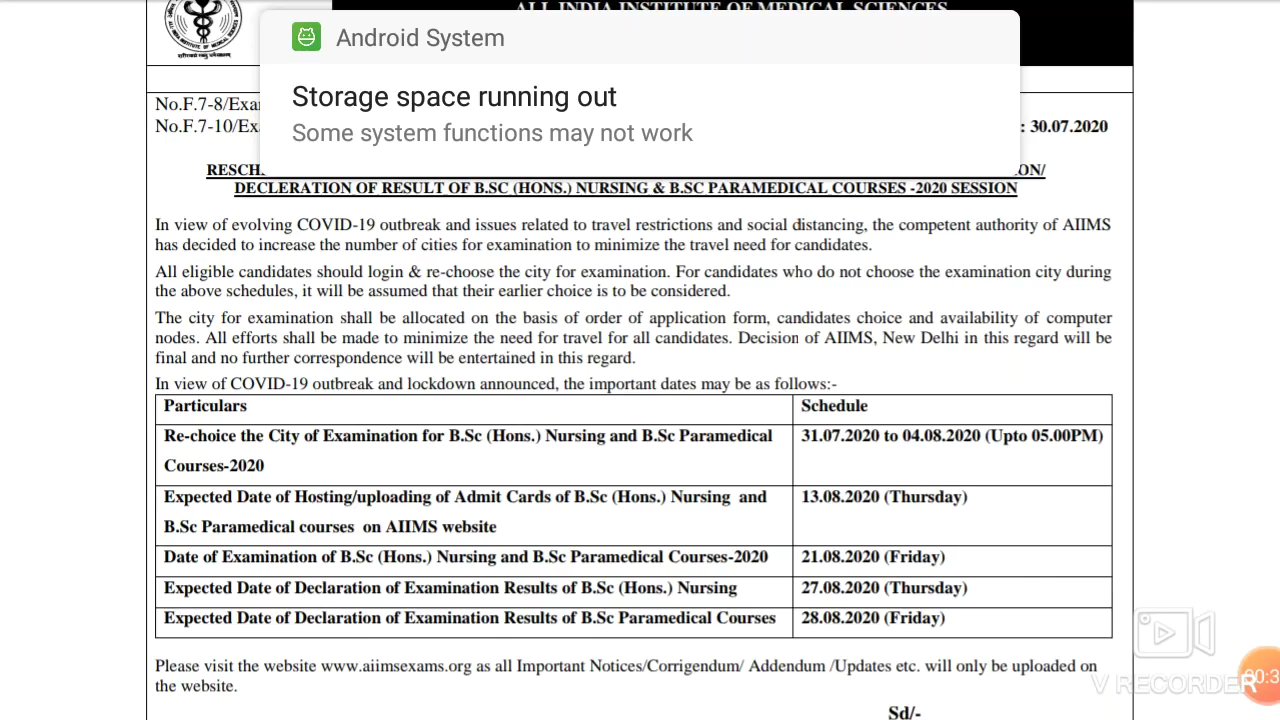 ALL INDIA INSTITUTE OF MEDICAL SCIENCES
Android System
Storage space running out
Some system functions may not work
No.F.7-8/Exa
No.F.7-10/Ex
: 30.07.2020
RESCH
ON/
DECLERATION OF RESULT OF B.SC (HONS.) NURSING & B.SC PARAMEDICAL COURSES -2020 SESSION
In view of evolving COVID-19 outbreak and issues related to travel restrictions and social distancing, the competent authority of AIIMS
has decided to increase the number of cities for examination to minimize the travel need for candidates.
All eligible candidates should login & re-choose the city for examination. For candidates who do not choose the examination city during
the above schedules, it will be assumed that their earlier choice is to be considered.
The city for examination shall be allocated on the basis of order of application form, candidates choice and availability of computer
nodes. All efforts shall be made to minimize the need for travel for all candidates. Decision of AIIMS, New Delhi in this regard will be
final and no further correspondence will be entertained in this regard.
In view of COVID-19 outbreak and lockdown announced, the important dates may be as follows:-
Particulars Schedule
Re-choice the City of Examination for B.Sc (Hons.) Nursing and B.Sc Paramedical 31.07.2020 to 04.08.2020 (Upto 05.00PM)
Courses-2020
Expected Date of Hosting/uploading of Admit Cards of B.Sc (Hons.) Nursing and 13.08.2020 (Thursday)
B.Sc Paramedical courses on AIIMS website
Date of Examination of B.Sc (Hons.) Nursing and B.Sc Paramedical Courses-2020 21.08.2020 (Friday)
Expected Date of Declaration of Examination Results of B.Sc (Hons.) Nursing 27.08.2020 (Thursday)
Expected Date of Declaration of Examination Results of B.Sc Paramedical Courses 28.08.2020 (Friday)
Please visit the website www.aiimsexams.org as all Important Notices/Corrigendum/ Addendum /Updates etc. will only be uploaded on
the website.
V RECORDER
00:3
Sd/-